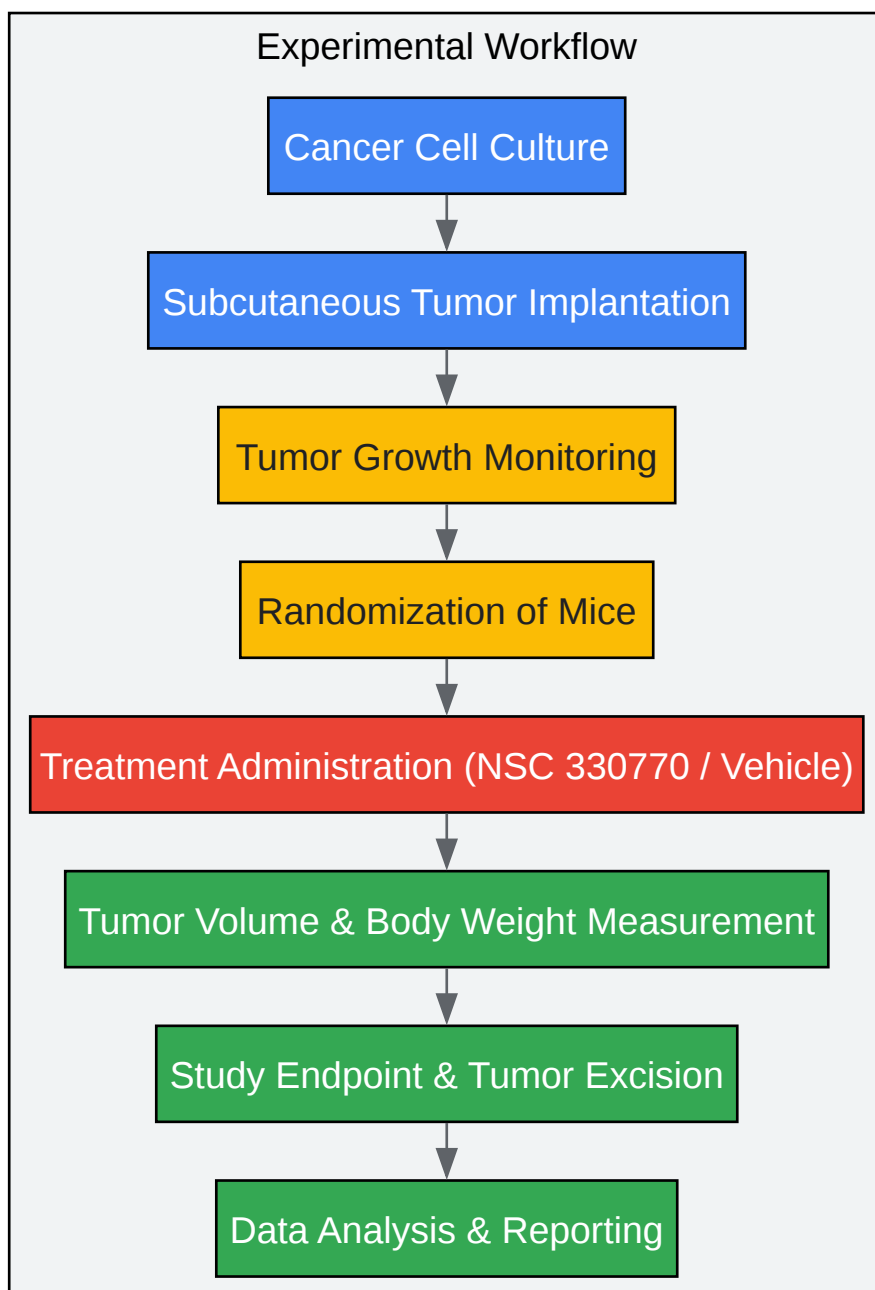 Experimental Workflow
Cancer Cell Culture
Subcutaneous Tumor Implantation
Tumor Growth Monitoring
Randomization of Mice
Treatment Administration (NSC 330770 / Vehicle)
Tumor Volume & Body Weight Measurement
Study Endpoint & Tumor Excision
Data Analysis & Reporting